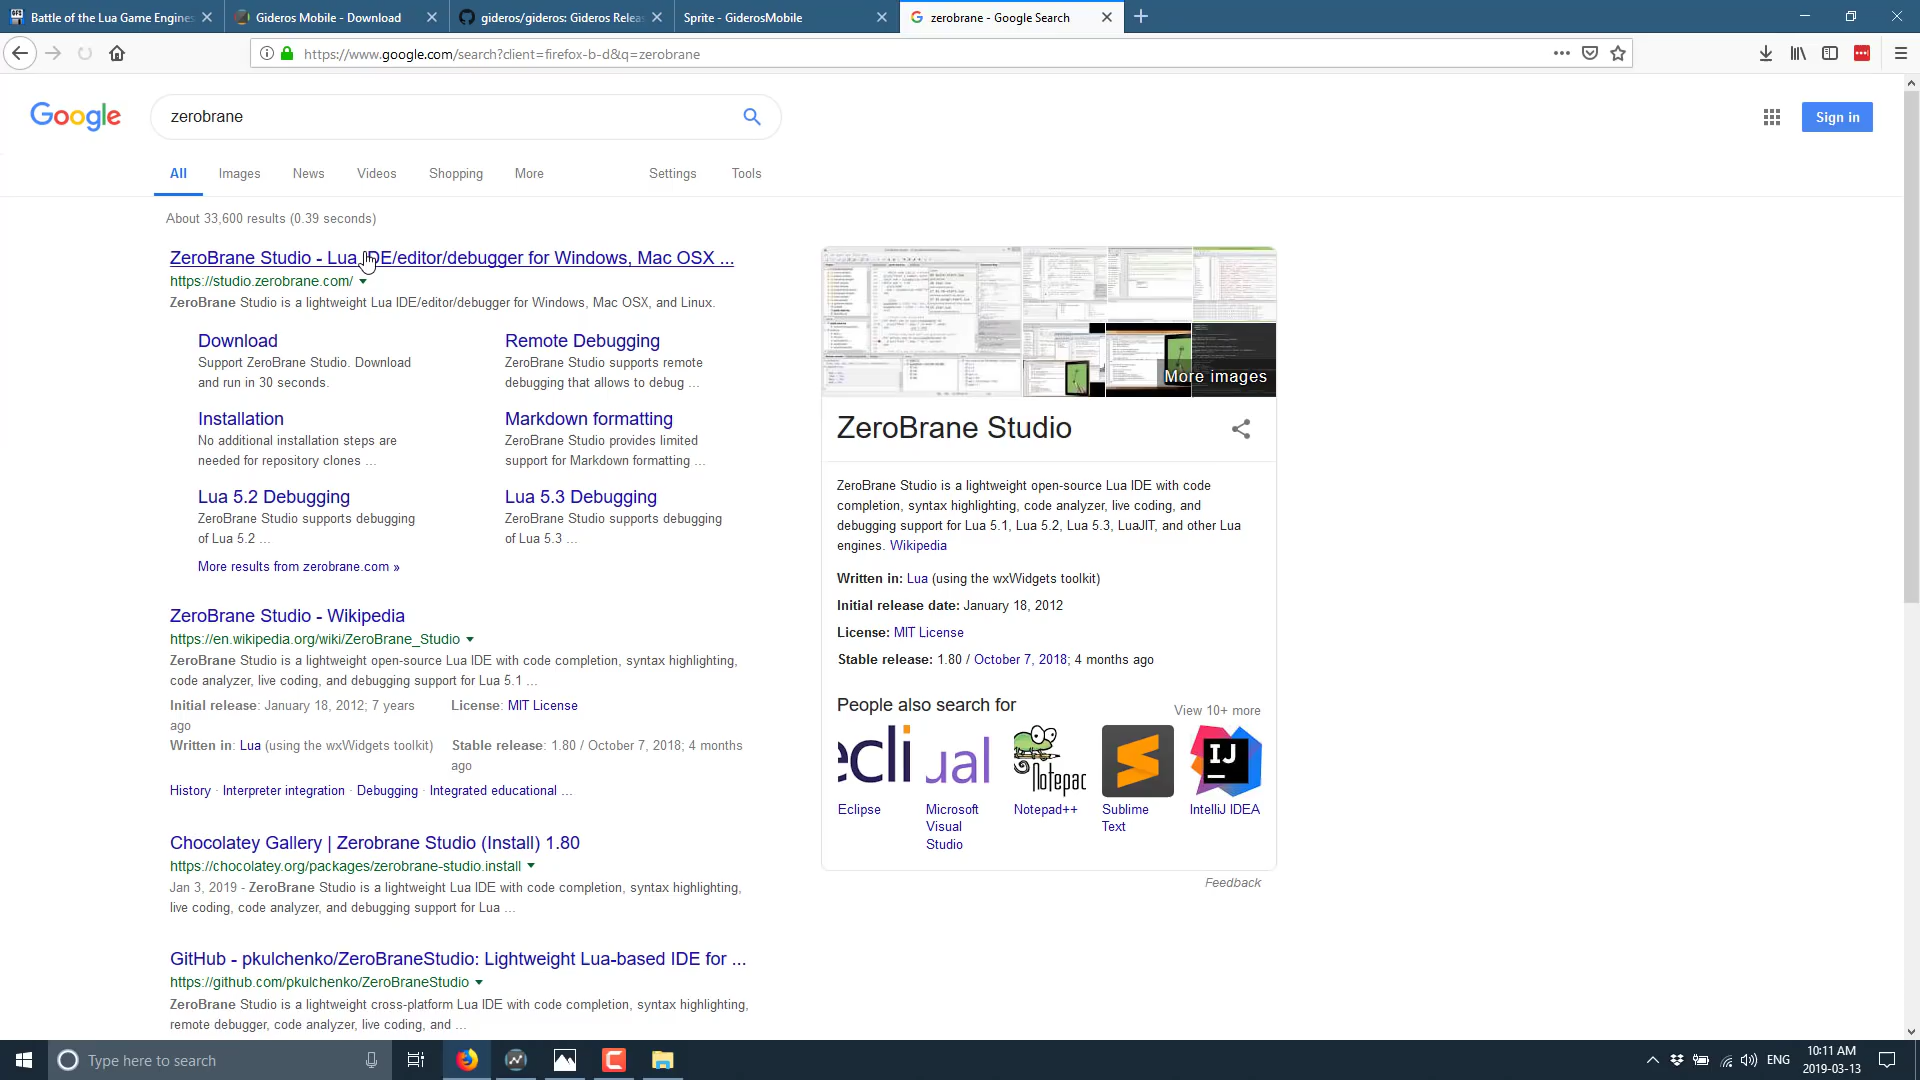 Battle of the Lua Game Engines
Gideros Mobile - Download
gideros/gideros: Gideros Relea
Sprite - GiderosMobile
zerobrane - Google Search
https://www.google.com/search?client=firefox-b-d&q=zerobrane
Google
zerobrane
Sign in
All
Images
News
Videos
Shopping
More
Settings
Tools
About 33,600 results (0.39 seconds)
ZeroBrane Studio - Lua IDE/editor/debugger for Windows, Mac OSX ...
https://studio.zerobrane.com/
ZeroBrane Studio is a lightweight Lua IDE/editor/debugger for Windows, Mac OSX, and Linux.
Download
Support ZeroBrane Studio. Download
and run in 30 seconds.
Remote Debugging
ZeroBrane Studio supports remote
debugging that allows to debug ...
Installation
No additional installation steps are
needed for repository clones ...
Markdown formatting
ZeroBrane Studio provides limited
support for Markdown formatting ...
Lua 5.2 Debugging
ZeroBrane Studio supports debugging
of Lua 5.2 ...
Lua 5.3 Debugging
ZeroBrane Studio supports debugging
of Lua 5.3 ...
More results from zerobrane.com »
ZeroBrane Studio - Wikipedia
https://en.wikipedia.org/wiki/ZeroBrane_Studio
ZeroBrane Studio is a lightweight open-source Lua IDE with code completion, syntax highlighting,
code analyzer, live coding, and debugging support for Lua 5.1 ...
Initial release: January 18, 2012; 7 years
ago
License: MIT License
Written in: Lua (using the wxWidgets toolkit)
Stable release: 1.80 / October 7, 2018; 4 months
ago
History · Interpreter integration · Debugging · Integrated educational ...
Chocolatey Gallery | Zerobrane Studio (Install) 1.80
https://chocolatey.org/packages/zerobrane-studio.install
Jan 3, 2019 - ZeroBrane Studio is a lightweight Lua IDE with code completion, syntax highlighting,
live coding, code analyzer, and debugging support for Lua ...
GitHub - pkulchenko/ZeroBraneStudio: Lightweight Lua-based IDE for ...
https://github.com/pkulchenko/ZeroBraneStudio
ZeroBrane Studio is a lightweight cross-platform Lua IDE with code completion, syntax highlighting,
remote debugger, code analyzer, live coding, and ...
More images
ZeroBrane Studio
ZeroBrane Studio is a lightweight open-source Lua IDE with code
completion, syntax highlighting, code analyzer, live coding, and
debugging support for Lua 5.1, Lua 5.2, Lua 5.3, LuaJIT, and other Lua
engines. Wikipedia
Written in: Lua (using the wxWidgets toolkit)
Initial release date: January 18, 2012
License: MIT License
Stable release: 1.80 / October 7, 2018; 4 months ago
People also search for
View 10+ more
ecli
ual
Notepad
IJ
Eclipse
Microsoft
Visual
Studio
Notepad++
Sublime
Text
IntelliJ IDEA
Feedback
Type here to search
ENG
10:11 AM
2019-03-13